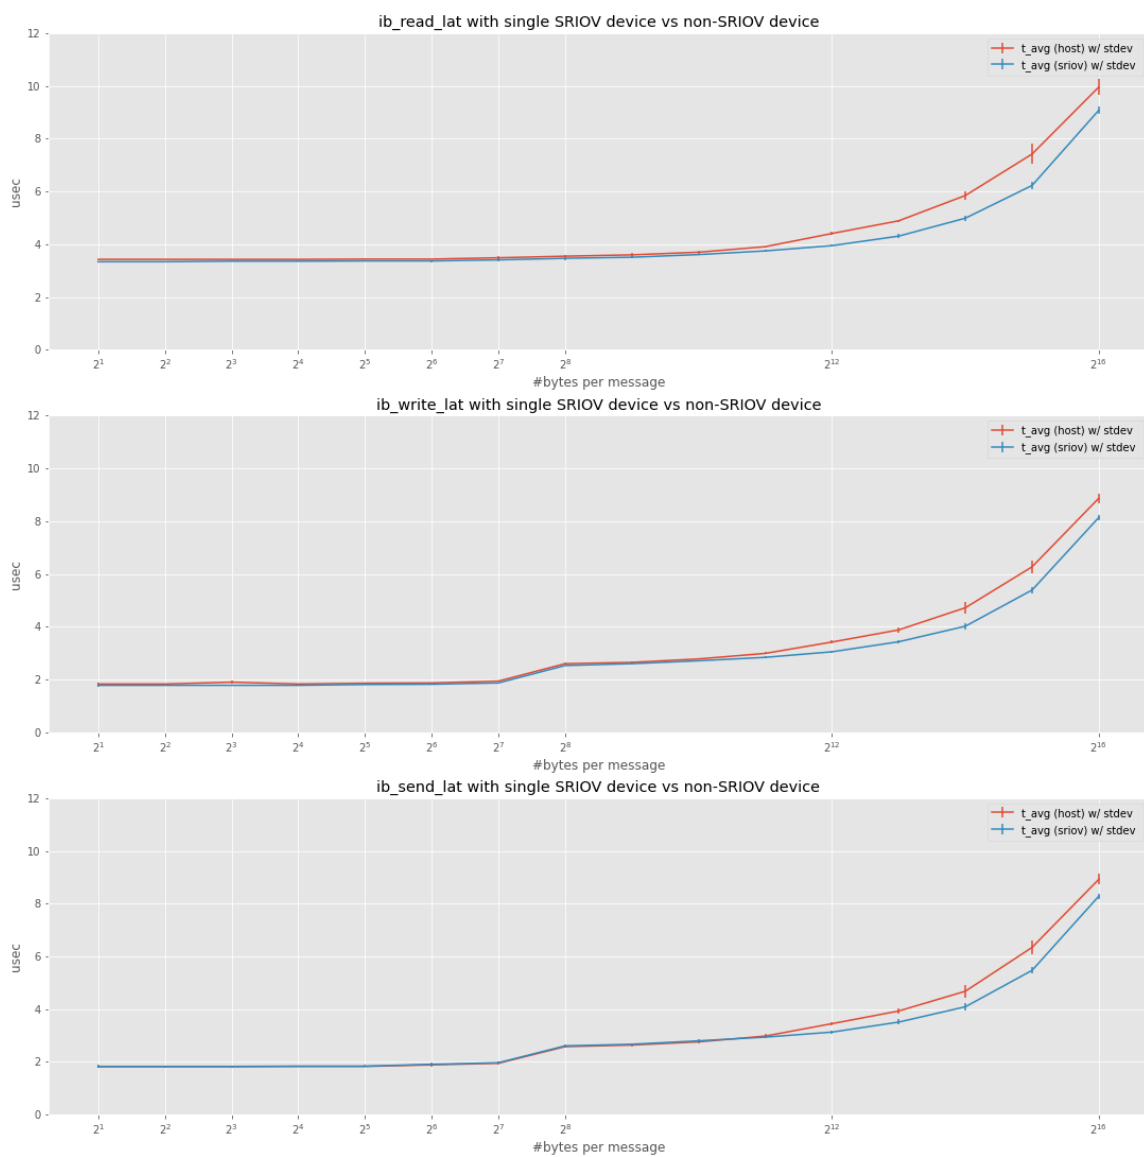 ib_read_lat with single SRIOV device vs non-SRIOV device
12
10
8
6
4
2
0
usec
t_avg (host) w/ stdev
t_avg (sriov) w/ stdev
2¹ 2² 2³ 2⁴ 2⁵ 2⁶ 2⁷ 2⁸ 2¹² 2¹⁶
#bytes per message
ib_write_lat with single SRIOV device vs non-SRIOV device
12
10
8
6
4
2
0
usec
t_avg (host) w/ stdev
t_avg (sriov) w/ stdev
2¹ 2² 2³ 2⁴ 2⁵ 2⁶ 2⁷ 2⁸ 2¹² 2¹⁶
#bytes per message
ib_send_lat with single SRIOV device vs non-SRIOV device
12
10
8
6
4
2
0
usec
t_avg (host) w/ stdev
t_avg (sriov) w/ stdev
2¹ 2² 2³ 2⁴ 2⁵ 2⁶ 2⁷ 2⁸ 2¹² 2¹⁶
#bytes per message